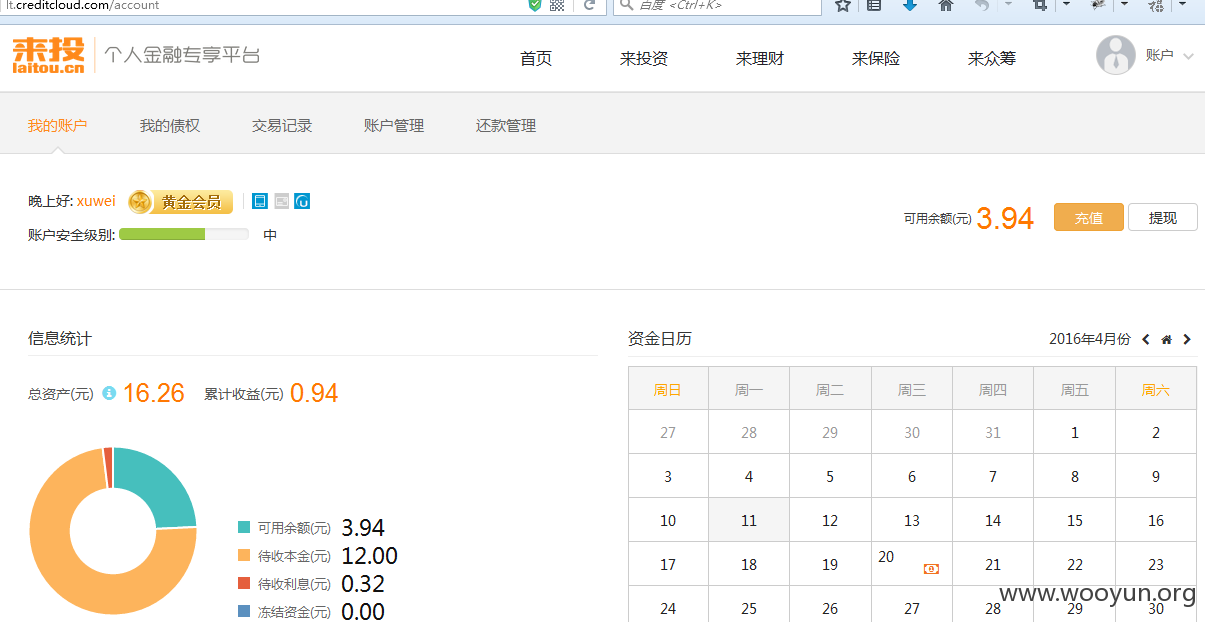 lt.creditcloud.com/account
百度 <Ctrl+K>
来投
laitou.cn
个人金融专享平台
首页 来投资 来理财 来保险 来众筹
账户
我的账户 我的债权 交易记录 账户管理 还款管理
晚上好: xuwei 黄金会员
账户安全级别: 中
可用余额(元) 3.94 充值 提现
信息统计
总资产(元) 16.26 累计收益(元) 0.94
可用余额(元) 3.94
待收本金(元) 12.00
待收利息(元) 0.32
冻结资金(元) 0.00
资金日历 2016年4月份
周日 周一 周二 周三 周四 周五 周六
27 28 29 30 31 1 2
3 4 5 6 7 8 9
10 11 12 13 14 15 16
17 18 19 20 21 22 23
24 25 26 27 28 29 30
www.wooyun.org